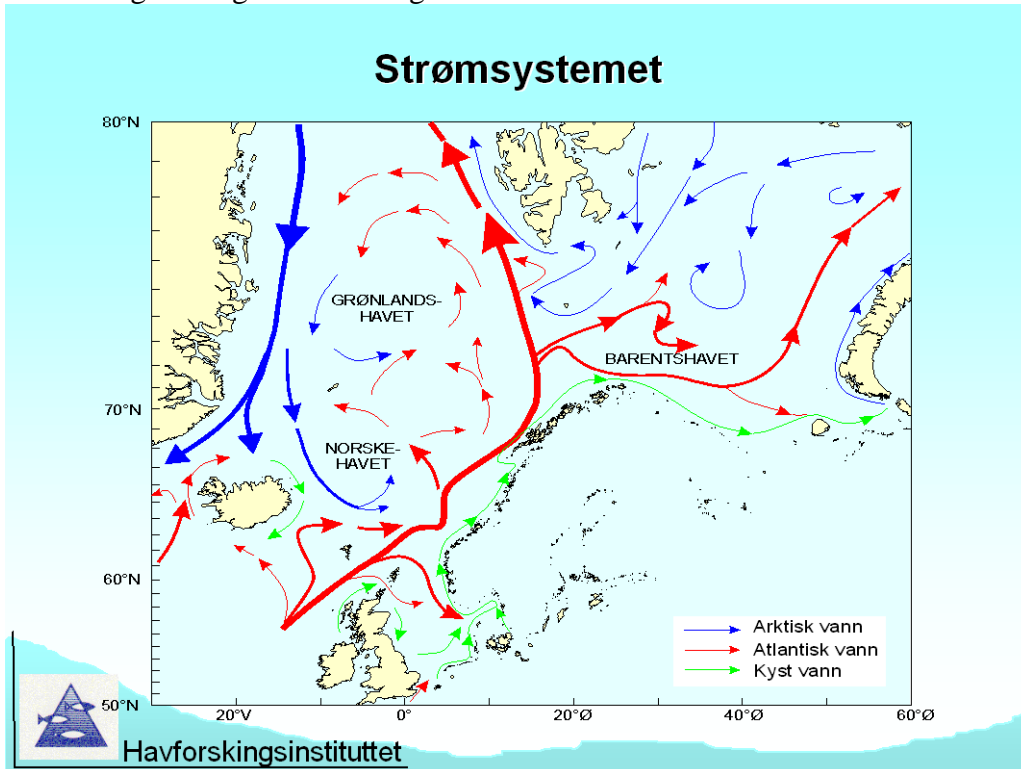 Strømsystemet
80°N
GRØNLANDS-
HAVET
BARENTSHAVET
70°N
NORSKE-
HAVET
60°N
Arktisk vann
Atlantisk vann
Kyst vann
50°N
20°V
0°
20°Ø
40°Ø
60°Ø
Havforskingsinstituttet